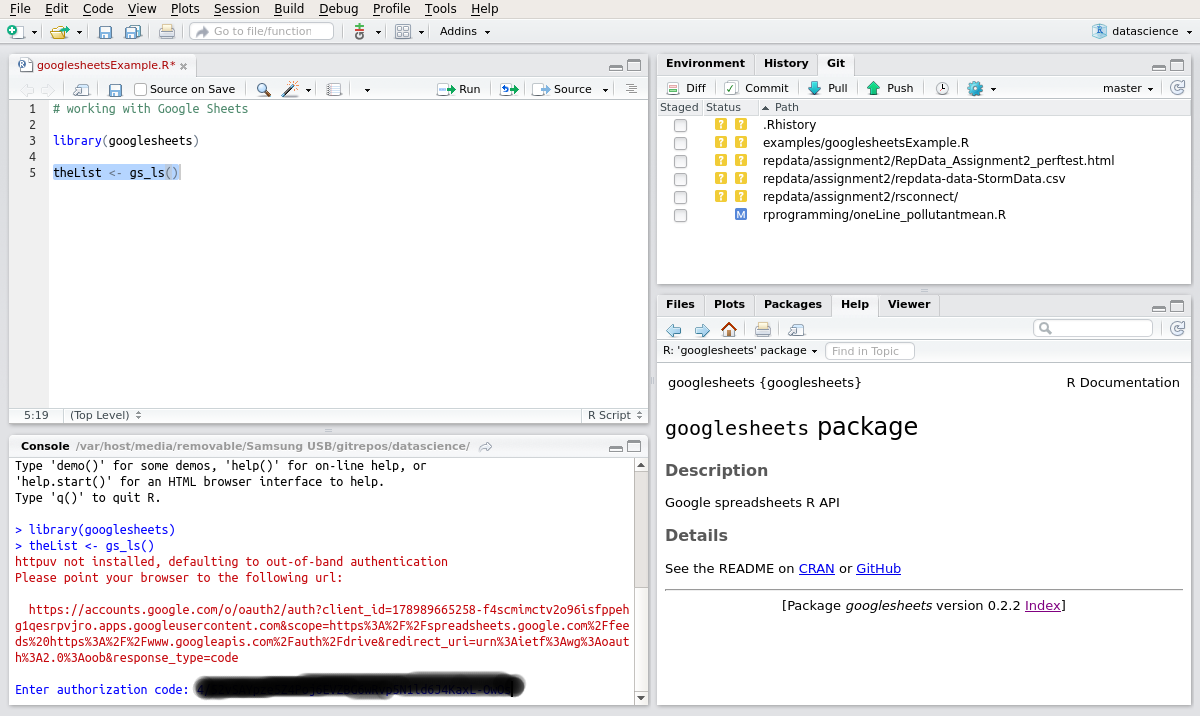 File Edit Code View Plots Session Build Debug Profile Tools Help
Go to file/function Addins datascience
googlesheetsExample.R*
Source on Save Run Source
1 # working with Google Sheets
2
3 library(googlesheets)
4
5 theList <- gs_ls()
5:19 (Top Level) R Script
Console /var/host/media/removable/Samsung USB/gitrepos/datascience/
Type 'demo()' for some demos, 'help()' for on-line help, or
'help.start()' for an HTML browser interface to help.
Type 'q()' to quit R.
> library(googlesheets)
> theList <- gs_ls()
httpuv not installed, defaulting to out-of-band authentication
Please point your browser to the following url:
https://accounts.google.com/o/oauth2/auth?client_id=178989665258-f4scmimctv2o96isfppeh
g1qesrpvjro.apps.googleusercontent.com&scope=https%3A%2F%2Fspreadsheets.google.com%2Ffee
ds%20https%3A%2F%2Fwww.googleapis.com%2Fauth%2Fdrive&redirect_uri=urn%3Aietf%3Awg%3Aoaut
h%3A2.0%3Aoob&response_type=code
Enter authorization code:
Environment History Git
Diff Commit Pull Push master
Staged Status Path
? ? .Rhistory
? ? examples/googlesheetsExample.R
? ? repdata/assignment2/RepData_Assignment2_perftest.html
? ? repdata/assignment2/repdata-data-StormData.csv
? ? repdata/assignment2/rsconnect/
M rprogramming/oneLine_pollutantmean.R
Files Plots Packages Help Viewer
R: 'googlesheets' package Find in Topic
googlesheets {googlesheets} R Documentation
googlesheets package
Description
Google spreadsheets R API
Details
See the README on CRAN or GitHub
[Package googlesheets version 0.2.2 Index]